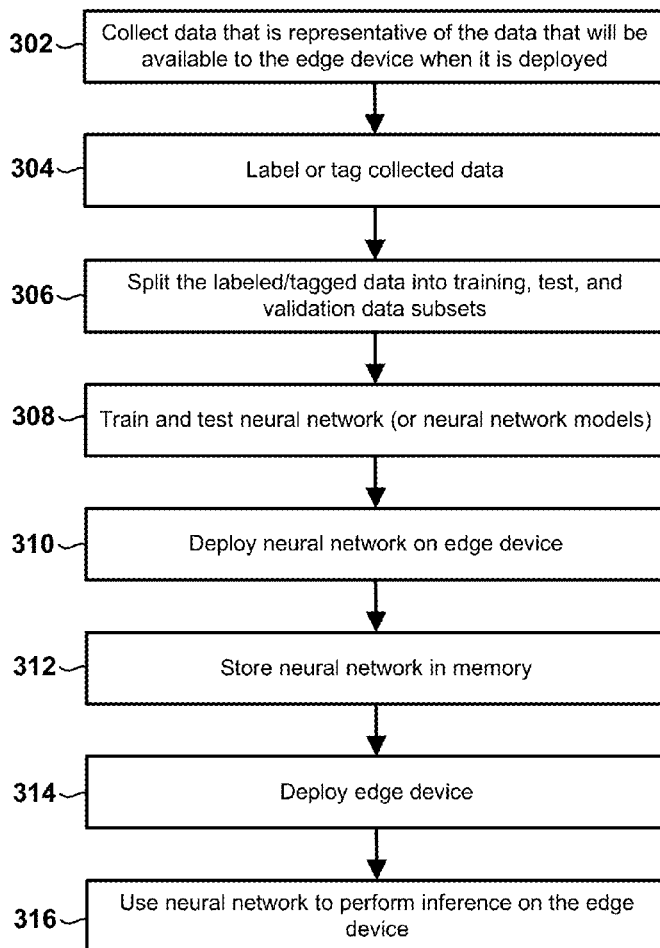 302
Collect data that is representative of the data that will be
available to the edge device when it is deployed
304
Label or tag collected data
306
Split the labeled/tagged data into training, test, and
validation data subsets
308
Train and test neural network (or neural network models)
310
Deploy neural network on edge device
312
Store neural network in memory
314
Deploy edge device
316
Use neural network to perform inference on the edge
device